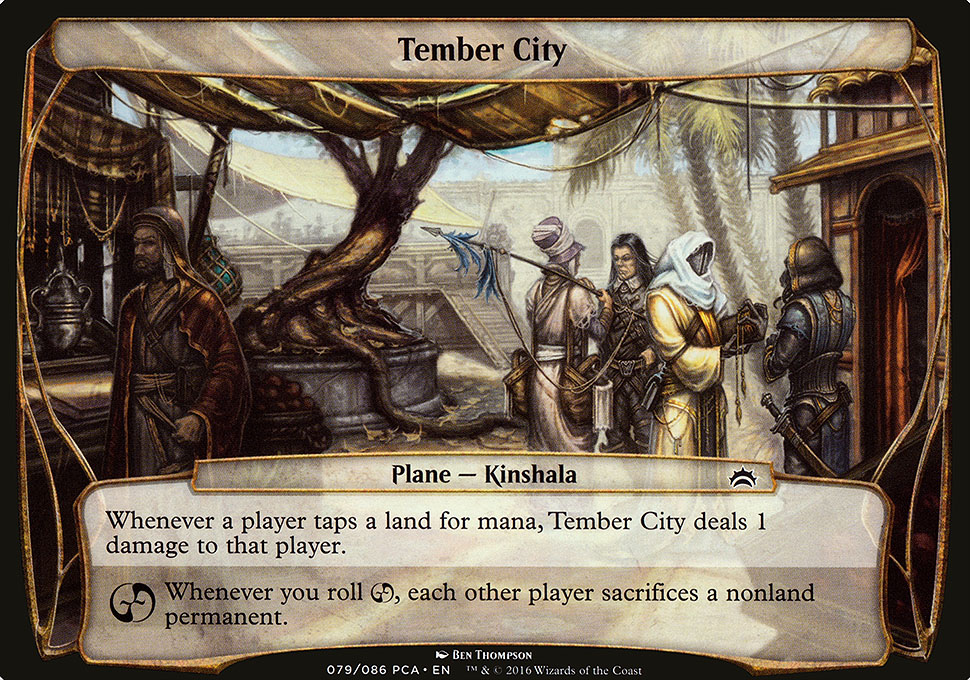 Tember City
Plane — Kinshala
Whenever a player taps a land for mana, Tember City deals 1
damage to that player.
Whenever you roll , each other player sacrifices a nonland
permanent.
Ben Thompson
079/086 PCA • EN ™ & © 2016 Wizards of the Coast